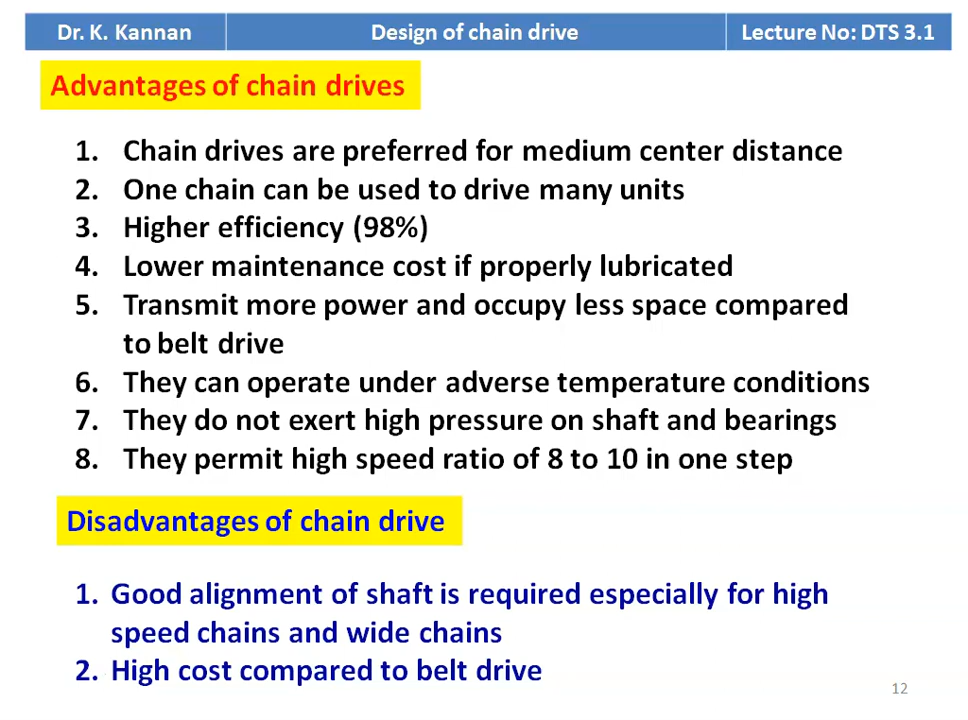 Dr. K. Kannan
Design of chain drive
Lecture No: DTS 3.1
Advantages of chain drives
1. Chain drives are preferred for medium center distance
2. One chain can be used to drive many units
3. Higher efficiency (98%)
4. Lower maintenance cost if properly lubricated
5. Transmit more power and occupy less space compared
to belt drive
6. They can operate under adverse temperature conditions
7. They do not exert high pressure on shaft and bearings
8. They permit high speed ratio of 8 to 10 in one step
Disadvantages of chain drive
1. Good alignment of shaft is required especially for high
speed chains and wide chains
2. High cost compared to belt drive
12